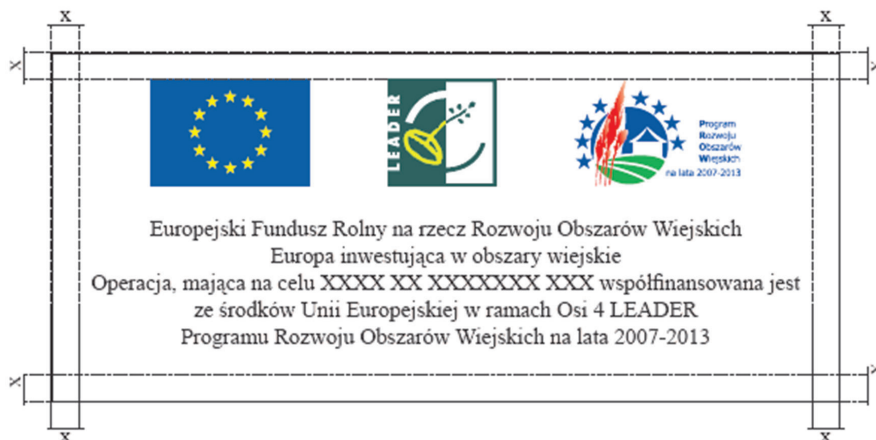 x x
x x
LEADER
Program
Rozwoju
Obszarów
Wiejskich
na lata 2007-2013
Europejski Fundusz Rolny na rzecz Rozwoju Obszarów Wiejskich
Europa inwestująca w obszary wiejskie
Operacja, mająca na celu XXXX XX XXXXXXX XXX współfinansowana jest
ze środków Unii Europejskiej w ramach Osi 4 LEADER
Programu Rozwoju Obszarów Wiejskich na lata 2007-2013
x x
x x